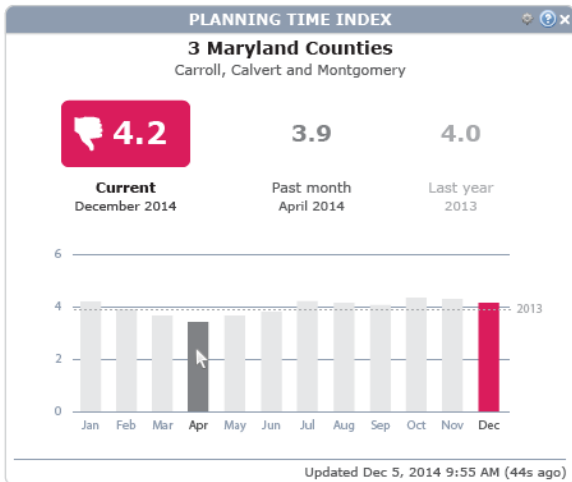 PLANNING TIME INDEX
3 Maryland Counties
Carroll, Calvert and Montgomery
4.2 3.9 4.0
Current Past month Last year
December 2014 April 2014 2013
6
4
2013
2
0
Jan Feb Mar Apr May Jun Jul Aug Sep Oct Nov Dec
Updated Dec 5, 2014 9:55 AM (44s ago)